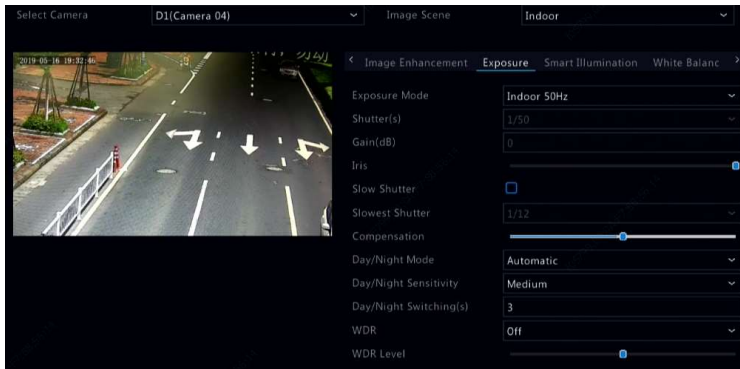 Select Camera D1(Camera 04) Image Scene Indoor
2019-05-16 19:32:46
Image Enhancement Exposure Smart Illumination White Balanc
Exposure Mode Indoor 50Hz
Shutter(s) 1/50
Gain(dB) 0
Iris
Slow Shutter
Slowest Shutter 1/12
Compensation
Day/Night Mode Automatic
Day/Night Sensitivity Medium
Day/Night Switching(s) 3
WDR Off
WDR Level